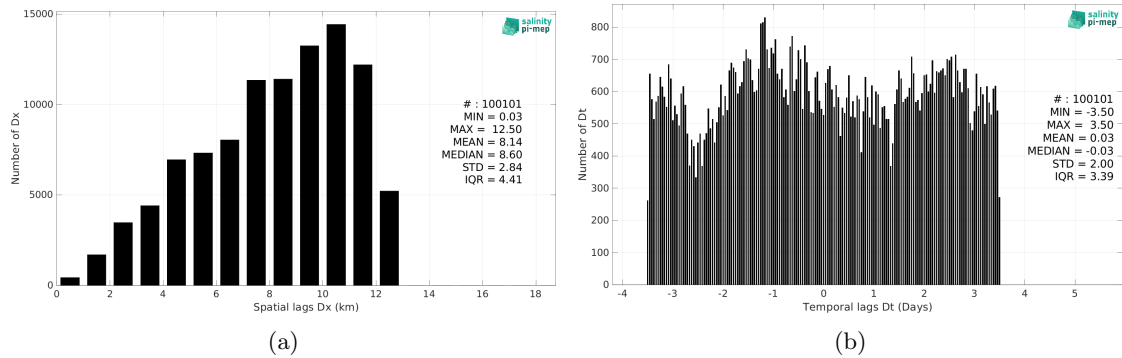 15000
10000
5000
0
Number of Dx
0 2 4 6 8 10 12 14 16 18
Spatial lags Dx (km)
salinity
pi-mep
# : 100101
MIN = 0.03
MAX = 12.50
MEAN = 8.14
MEDIAN = 8.60
STD = 2.84
IQR = 4.41
(a)
800
700
600
500
400
300
200
100
0
Number of Dt
-4 -3 -2 -1 0 1 2 3 4 5
Temporal lags Dt (Days)
salinity
pi-mep
# : 100101
MIN = -3.50
MAX = 3.50
MEAN = 0.03
MEDIAN = -0.03
STD = 2.00
IQR = 3.39
(b)